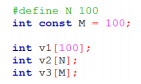 #define N 100
int const M = 100;
int v1[100];
int v2[N];
int v3[M];